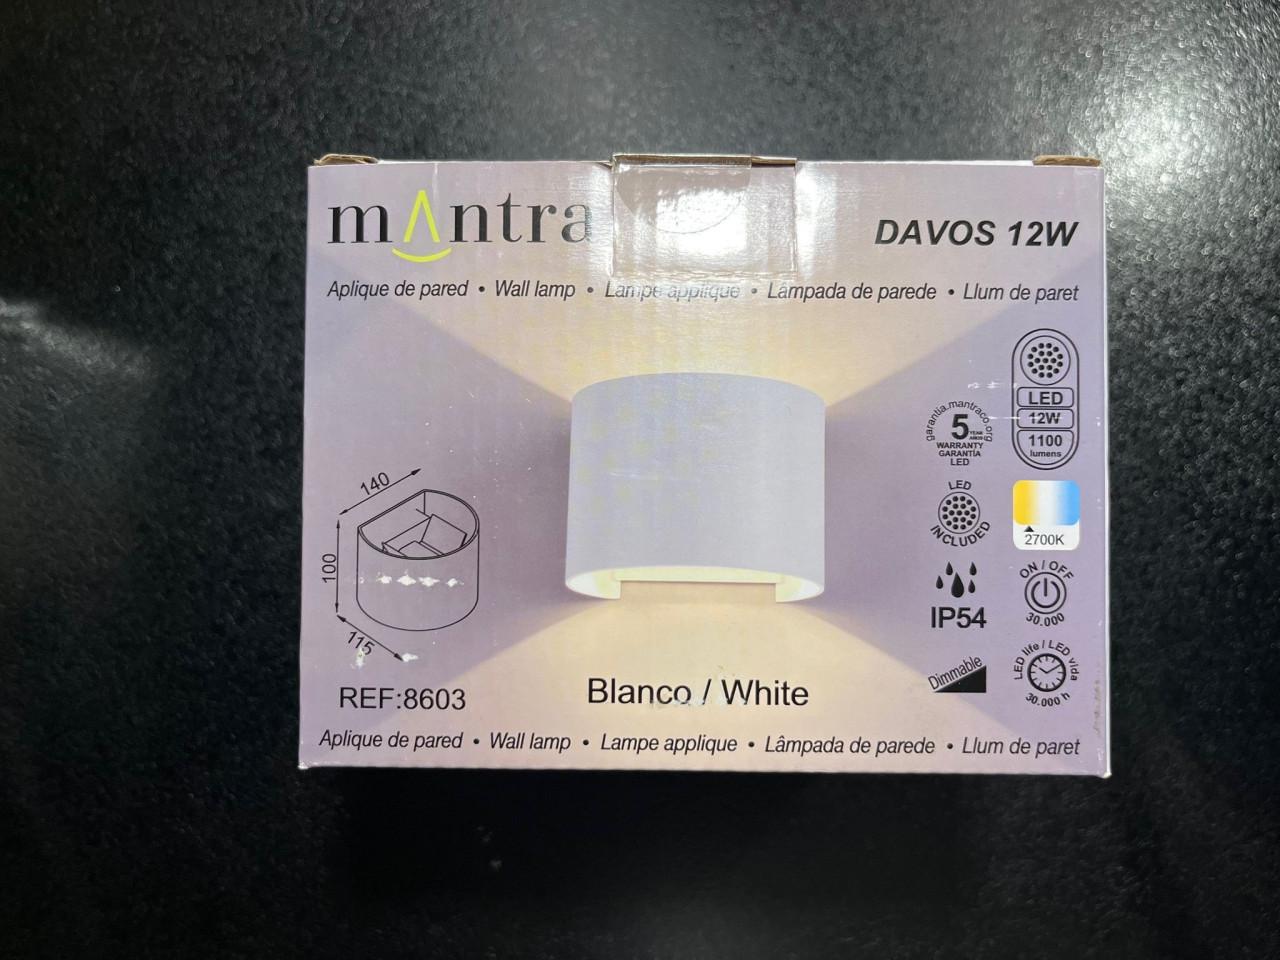 mantra
DAVOS 12W
Aplique de pared • Wall lamp • Lampe applique • Lâmpada de parede • Llum de paret
LED
12W
1100
lumens
garantia.mantraco.org
5 YEAR AÑOS
WARRANTY
GARANTÍA
LED
LED
INCLUDED
2700K
IP54
ON / OFF
30.000
Dimmable
LED life / LED vida
30.000 h
140
100
115
REF:8603
Blanco / White
Aplique de pared • Wall lamp • Lampe applique • Lâmpada de parede • Llum de paret